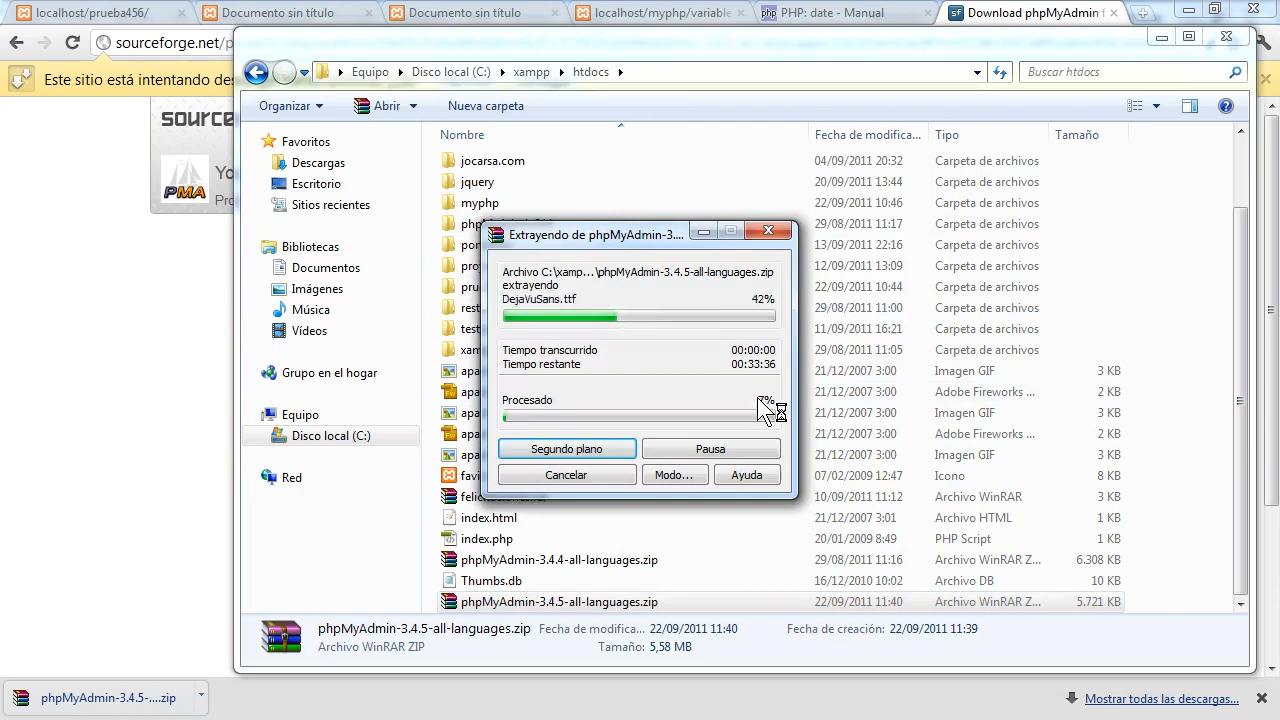 localhost/prueba456/
Documento sin título
Documento sin título
localhost/myphp/variable
PHP: date - Manual
Download phpMyAdmin f
sourceforge.net/p
Este sitio está intentando des
Equipo
Disco local (C:)
xampp
htdocs
Buscar htdocs
Organizar
Abrir
Nueva carpeta
Nombre
Fecha de modifica...
Tipo
Tamaño
Favoritos
Descargas
Escritorio
Sitios recientes
Bibliotecas
Documentos
Imágenes
Música
Vídeos
Grupo en el hogar
Equipo
Disco local (C:)
Red
jocarsa.com 04/09/2011 20:32 Carpeta de archivos
jquery 20/09/2011 13:44 Carpeta de archivos
myphp 22/09/2011 10:46 Carpeta de archivos
29/08/2011 11:17 Carpeta de archivos
por 13/09/2011 22:16 Carpeta de archivos
pro 12/09/2011 13:09 Carpeta de archivos
pru 22/09/2011 10:44 Carpeta de archivos
rest 29/08/2011 11:00 Carpeta de archivos
test 11/09/2011 16:21 Carpeta de archivos
xam 29/08/2011 11:05 Carpeta de archivos
apa 21/12/2007 3:00 Imagen GIF 3 KB
apa 21/12/2007 3:00 Adobe Fireworks ... 2 KB
apa 21/12/2007 3:00 Imagen GIF 3 KB
apa 21/12/2007 3:00 Adobe Fireworks ... 2 KB
apa 21/12/2007 3:00 Imagen GIF 3 KB
favi 07/02/2009 12:47 Icono 8 KB
10/09/2011 11:12 Archivo WinRAR 3 KB
index.html 21/12/2007 3:01 Archivo HTML 1 KB
index.php 20/01/2009 8:49 PHP Script 1 KB
phpMyAdmin-3.4.4-all-languages.zip 29/08/2011 11:16 Archivo WinRAR Z... 6.308 KB
Thumbs.db 16/12/2010 10:02 Archivo DB 10 KB
phpMyAdmin-3.4.5-all-languages.zip 22/09/2011 11:40 Archivo WinRAR Z... 5.721 KB
Extrayendo de phpMyAdmin-3....
Archivo C:\xamp...\phpMyAdmin-3.4.5-all-languages.zip
extrayendo
DejaVuSans.ttf 42%
Tiempo transcurrido 00:00:00
Tiempo restante 00:33:36
Procesado 7%
Segundo plano
Pausa
Cancelar
Modo...
Ayuda
phpMyAdmin-3.4.5-all-languages.zip
Archivo WinRAR ZIP
Fecha de modifica... 22/09/2011 11:40
Tamaño: 5,58 MB
Fecha de creación: 22/09/2011 11:39
source
PMA
Yo
Pro
phpMyAdmin-3.4.5-....zip
Mostrar todas las descargas...